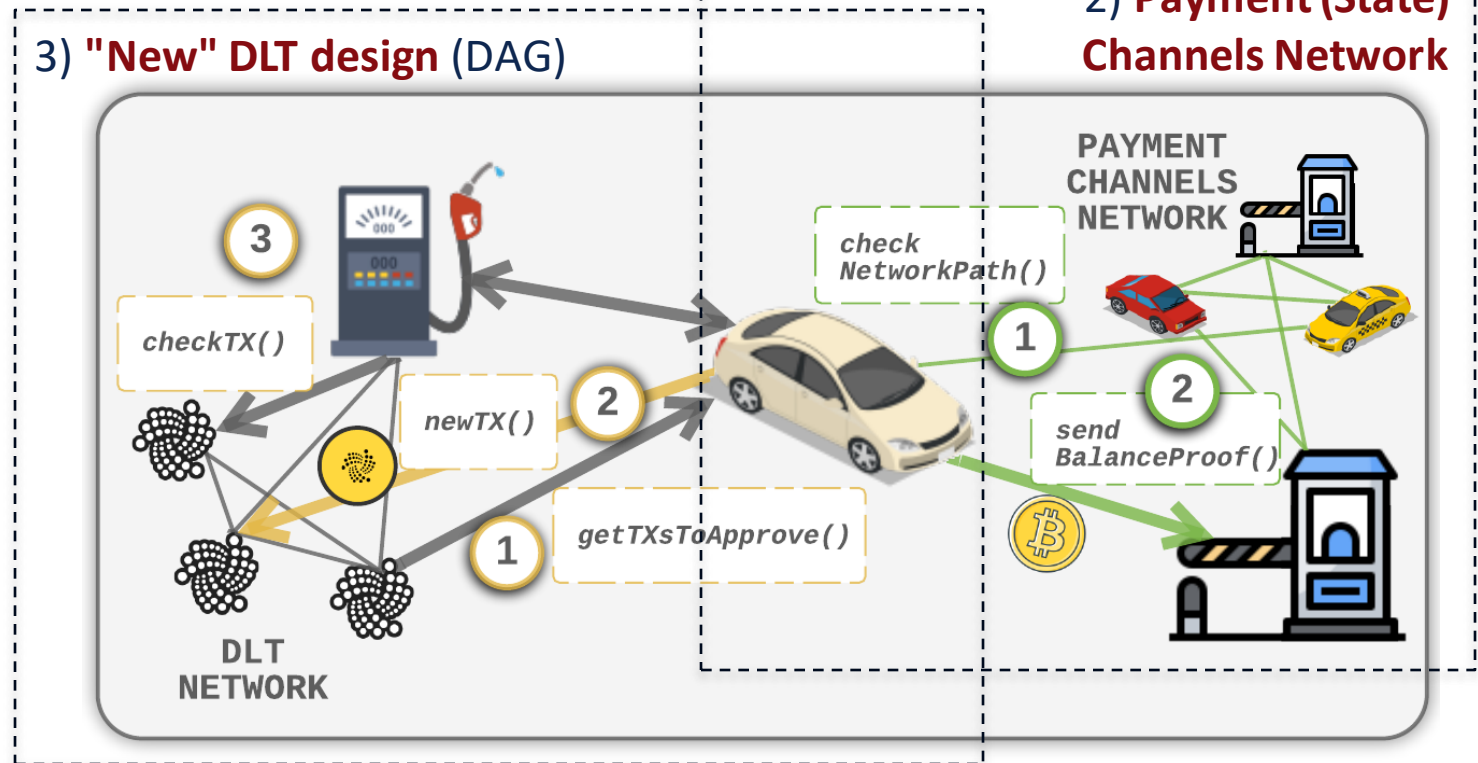 2) Payment (State)
Channels Network
3) "New" DLT design (DAG)
PAYMENT
CHANNELS
NETWORK
000
000
3
check
NetworkPath()
1
checkTX()
2
newTX()
2
send
BalanceProof()
1
getTXsToApprove()
DLT
NETWORK